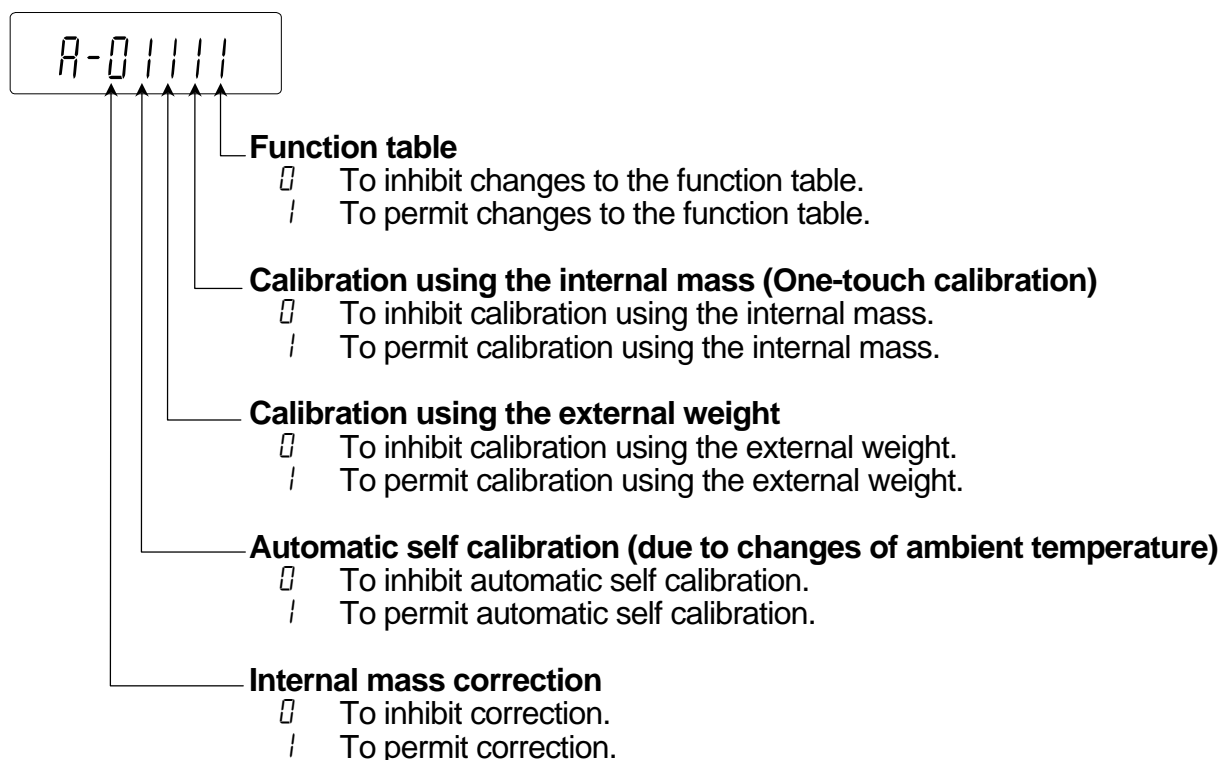 A-01111
Function table
0 To inhibit changes to the function table.
1 To permit changes to the function table.
Calibration using the internal mass (One-touch calibration)
0 To inhibit calibration using the internal mass.
1 To permit calibration using the internal mass.
Calibration using the external weight
0 To inhibit calibration using the external weight.
1 To permit calibration using the external weight.
Automatic self calibration (due to changes of ambient temperature)
0 To inhibit automatic self calibration.
1 To permit automatic self calibration.
Internal mass correction
0 To inhibit correction.
1 To permit correction.